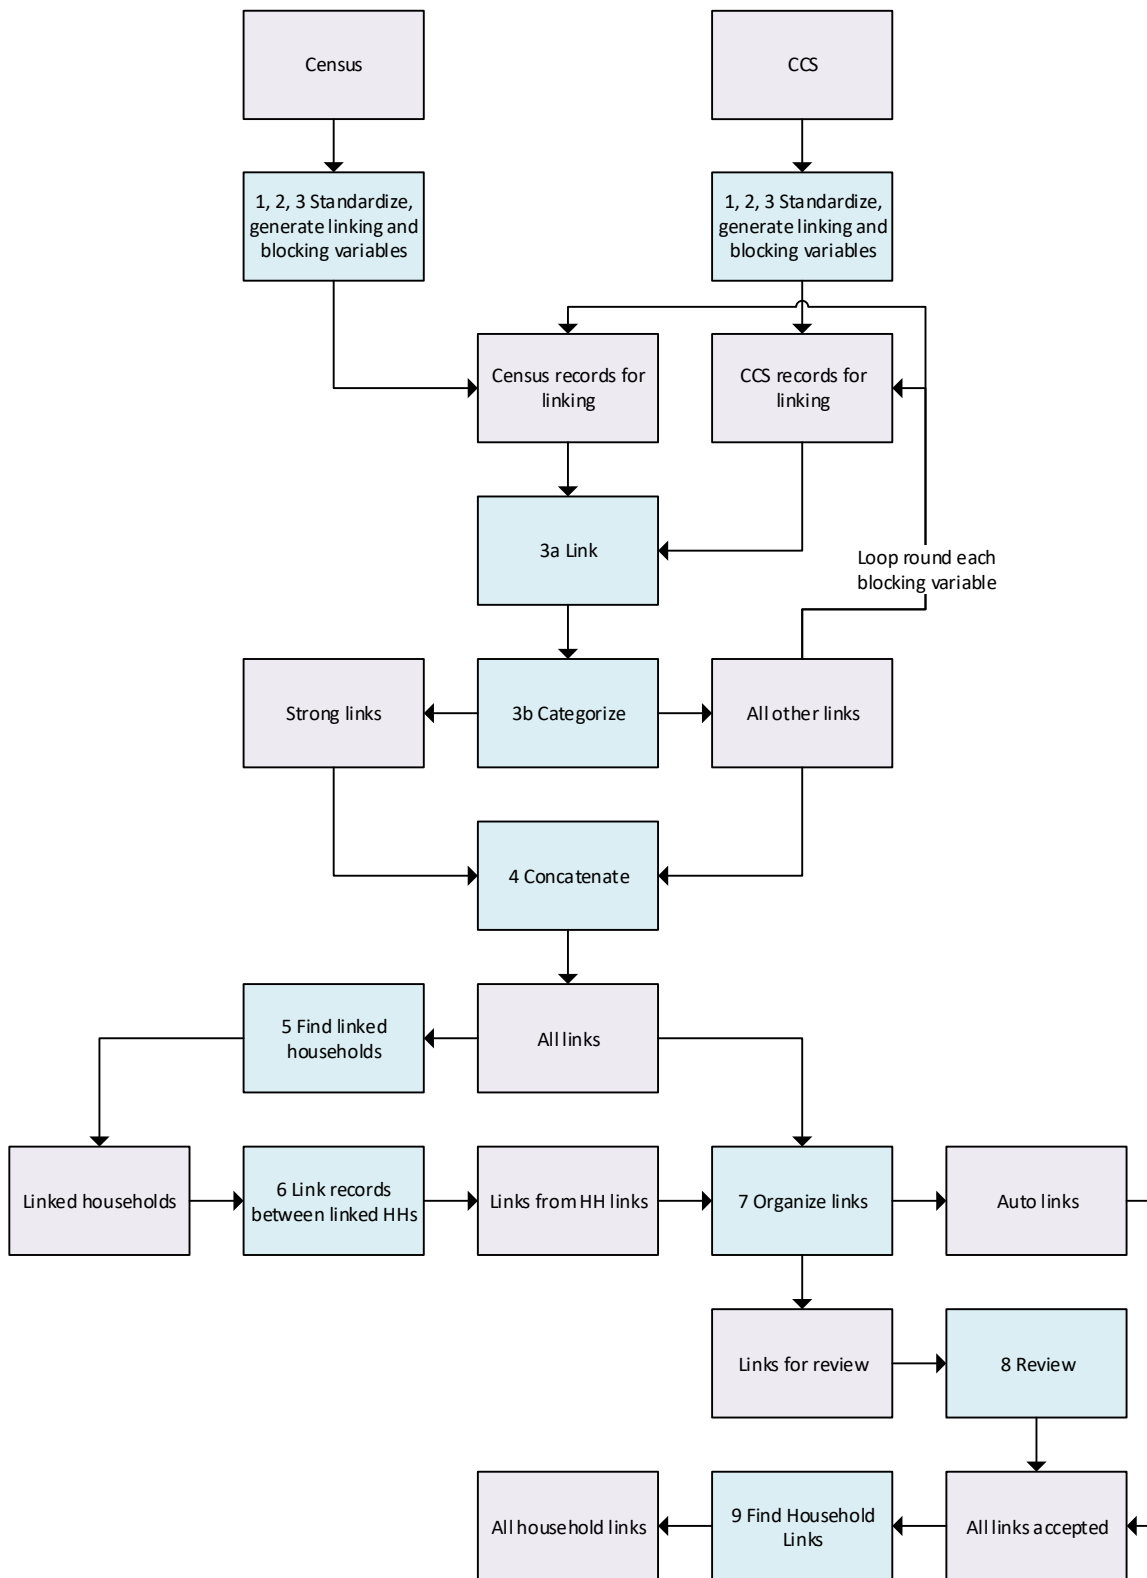 Census
CCS
1, 2, 3 Standardize,
generate linking and
blocking variables
1, 2, 3 Standardize,
generate linking and
blocking variables
Census records for
linking
CCS records for
linking
3a Link
Loop round each
blocking variable
Strong links
3b Categorize
All other links
4 Concatenate
5 Find linked
households
All links
Linked households
6 Link records
between linked HHs
Links from HH links
7 Organize links
Auto links
Links for review
8 Review
All household links
9 Find Household
Links
All links accepted